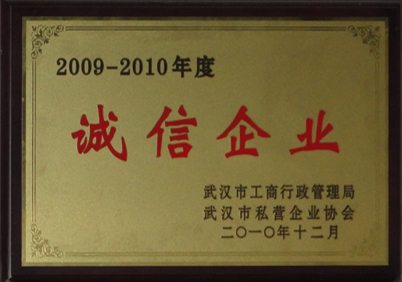 2009-2010年度
诚信企业
武汉市工商行政管理局
武汉市私营企业协会
二〇一〇年十二月